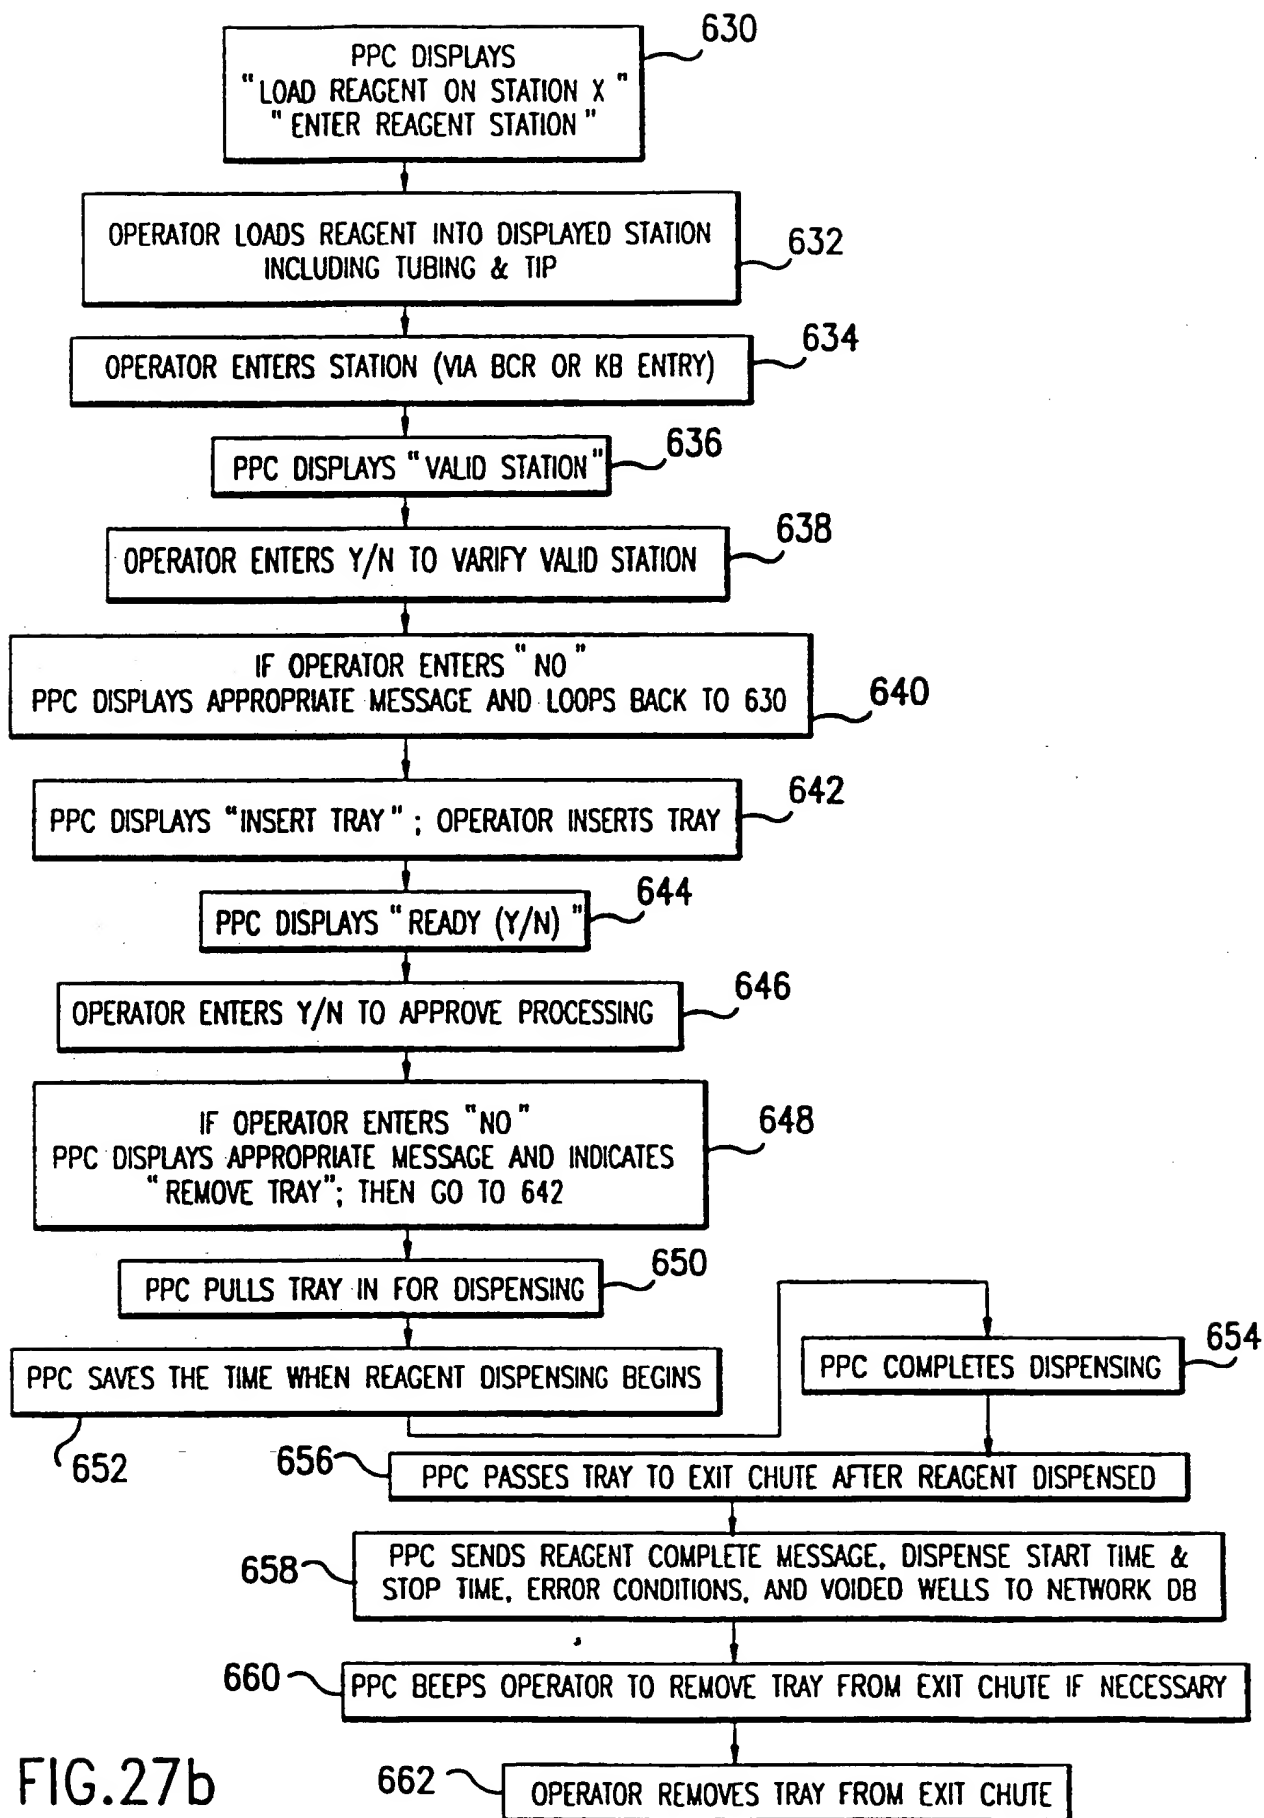 630
PPC DISPLAYS
"LOAD REAGENT ON STATION X"
"ENTER REAGENT STATION"
OPERATOR LOADS REAGENT INTO DISPLAYED STATION
INCLUDING TUBING & TIP
632
OPERATOR ENTERS STATION (VIA BCR OR KB ENTRY)
634
PPC DISPLAYS "VALID STATION"
636
OPERATOR ENTERS Y/N TO VARIFY VALID STATION
638
IF OPERATOR ENTERS "NO"
PPC DISPLAYS APPROPRIATE MESSAGE AND LOOPS BACK TO 630
640
PPC DISPLAYS "INSERT TRAY"; OPERATOR INSERTS TRAY
642
PPC DISPLAYS "READY (Y/N)"
644
OPERATOR ENTERS Y/N TO APPROVE PROCESSING
646
IF OPERATOR ENTERS "NO"
PPC DISPLAYS APPROPRIATE MESSAGE AND INDICATES
"REMOVE TRAY"; THEN GO TO 642
648
PPC PULLS TRAY IN FOR DISPENSING
650
PPC SAVES THE TIME WHEN REAGENT DISPENSING BEGINS
652
PPC COMPLETES DISPENSING
654
656
PPC PASSES TRAY TO EXIT CHUTE AFTER REAGENT DISPENSED
658
PPC SENDS REAGENT COMPLETE MESSAGE, DISPENSE START TIME &
STOP TIME, ERROR CONDITIONS, AND VOIDED WELLS TO NETWORK DB
660
PPC BEEPS OPERATOR TO REMOVE TRAY FROM EXIT CHUTE IF NECESSARY
662
OPERATOR REMOVES TRAY FROM EXIT CHUTE
FIG.27b